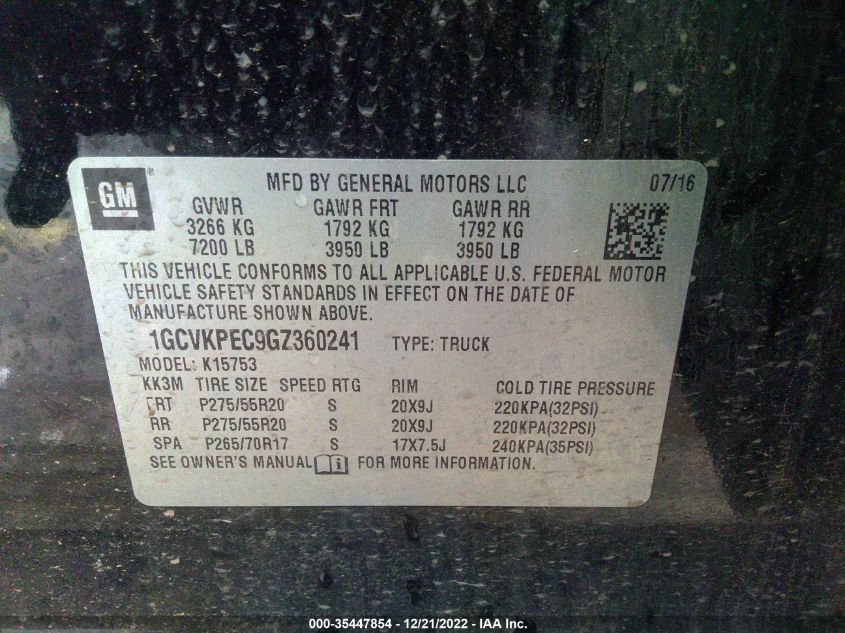 GM
MFD BY GENERAL MOTORS LLC 07/16
GVWR GAWR FRT GAWR RR
3266 KG 1792 KG 1792 KG
7200 LB 3950 LB 3950 LB
THIS VEHICLE CONFORMS TO ALL APPLICABLE U.S. FEDERAL MOTOR
VEHICLE SAFETY STANDARDS IN EFFECT ON THE DATE OF
MANUFACTURE SHOWN ABOVE.
1GCVKPEC9GZ360241 TYPE: TRUCK
MODEL: K15753
KK3M TIRE SIZE SPEED RTG RIM COLD TIRE PRESSURE
FRT P275/55R20 S 20X9J 220KPA(32PSI)
RR P275/55R20 S 20X9J 220KPA(32PSI)
SPA P265/70R17 S 17X7.5J 240KPA(35PSI)
SEE OWNER'S MANUAL i FOR MORE INFORMATION.
000-35447854 - 12/21/2022 - IAA Inc.